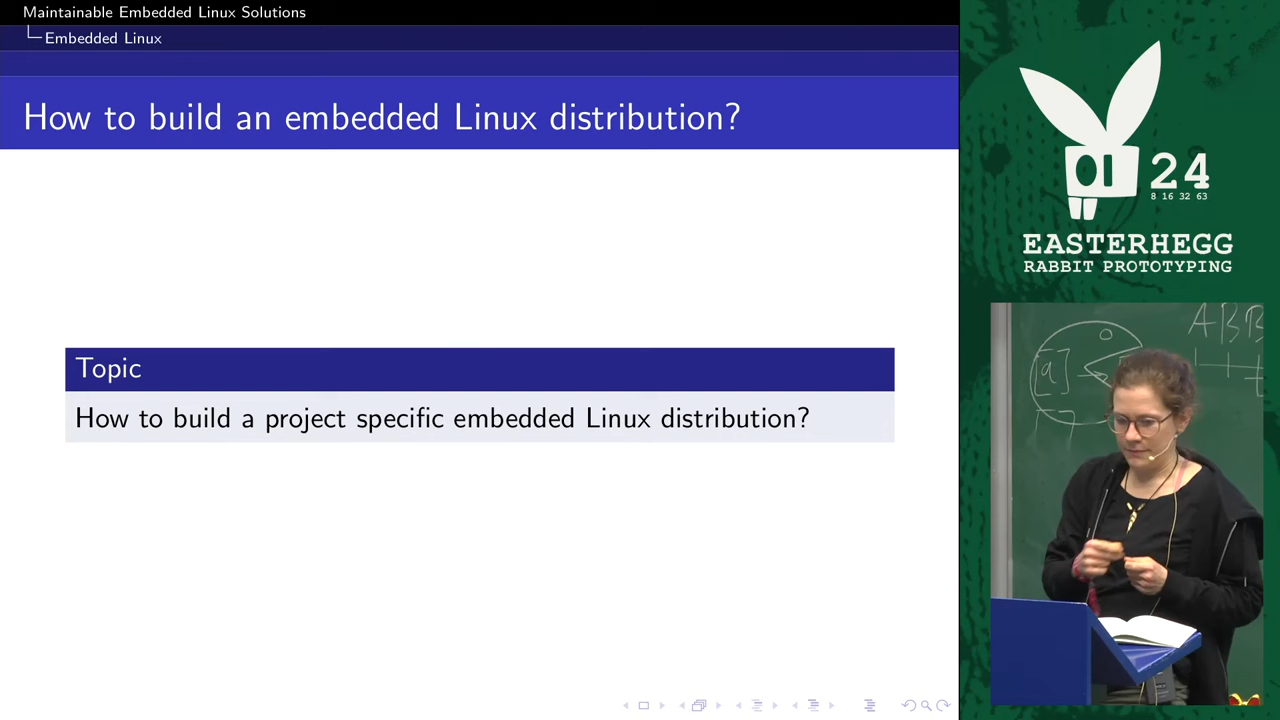 Maintainable Embedded Linux Solutions
Embedded Linux
How to build an embedded Linux distribution?
Topic
How to build a project specific embedded Linux distribution?
24
8 16 32 63
EASTERHEGG
RABBIT PROTOTYPING
[a]
ABB